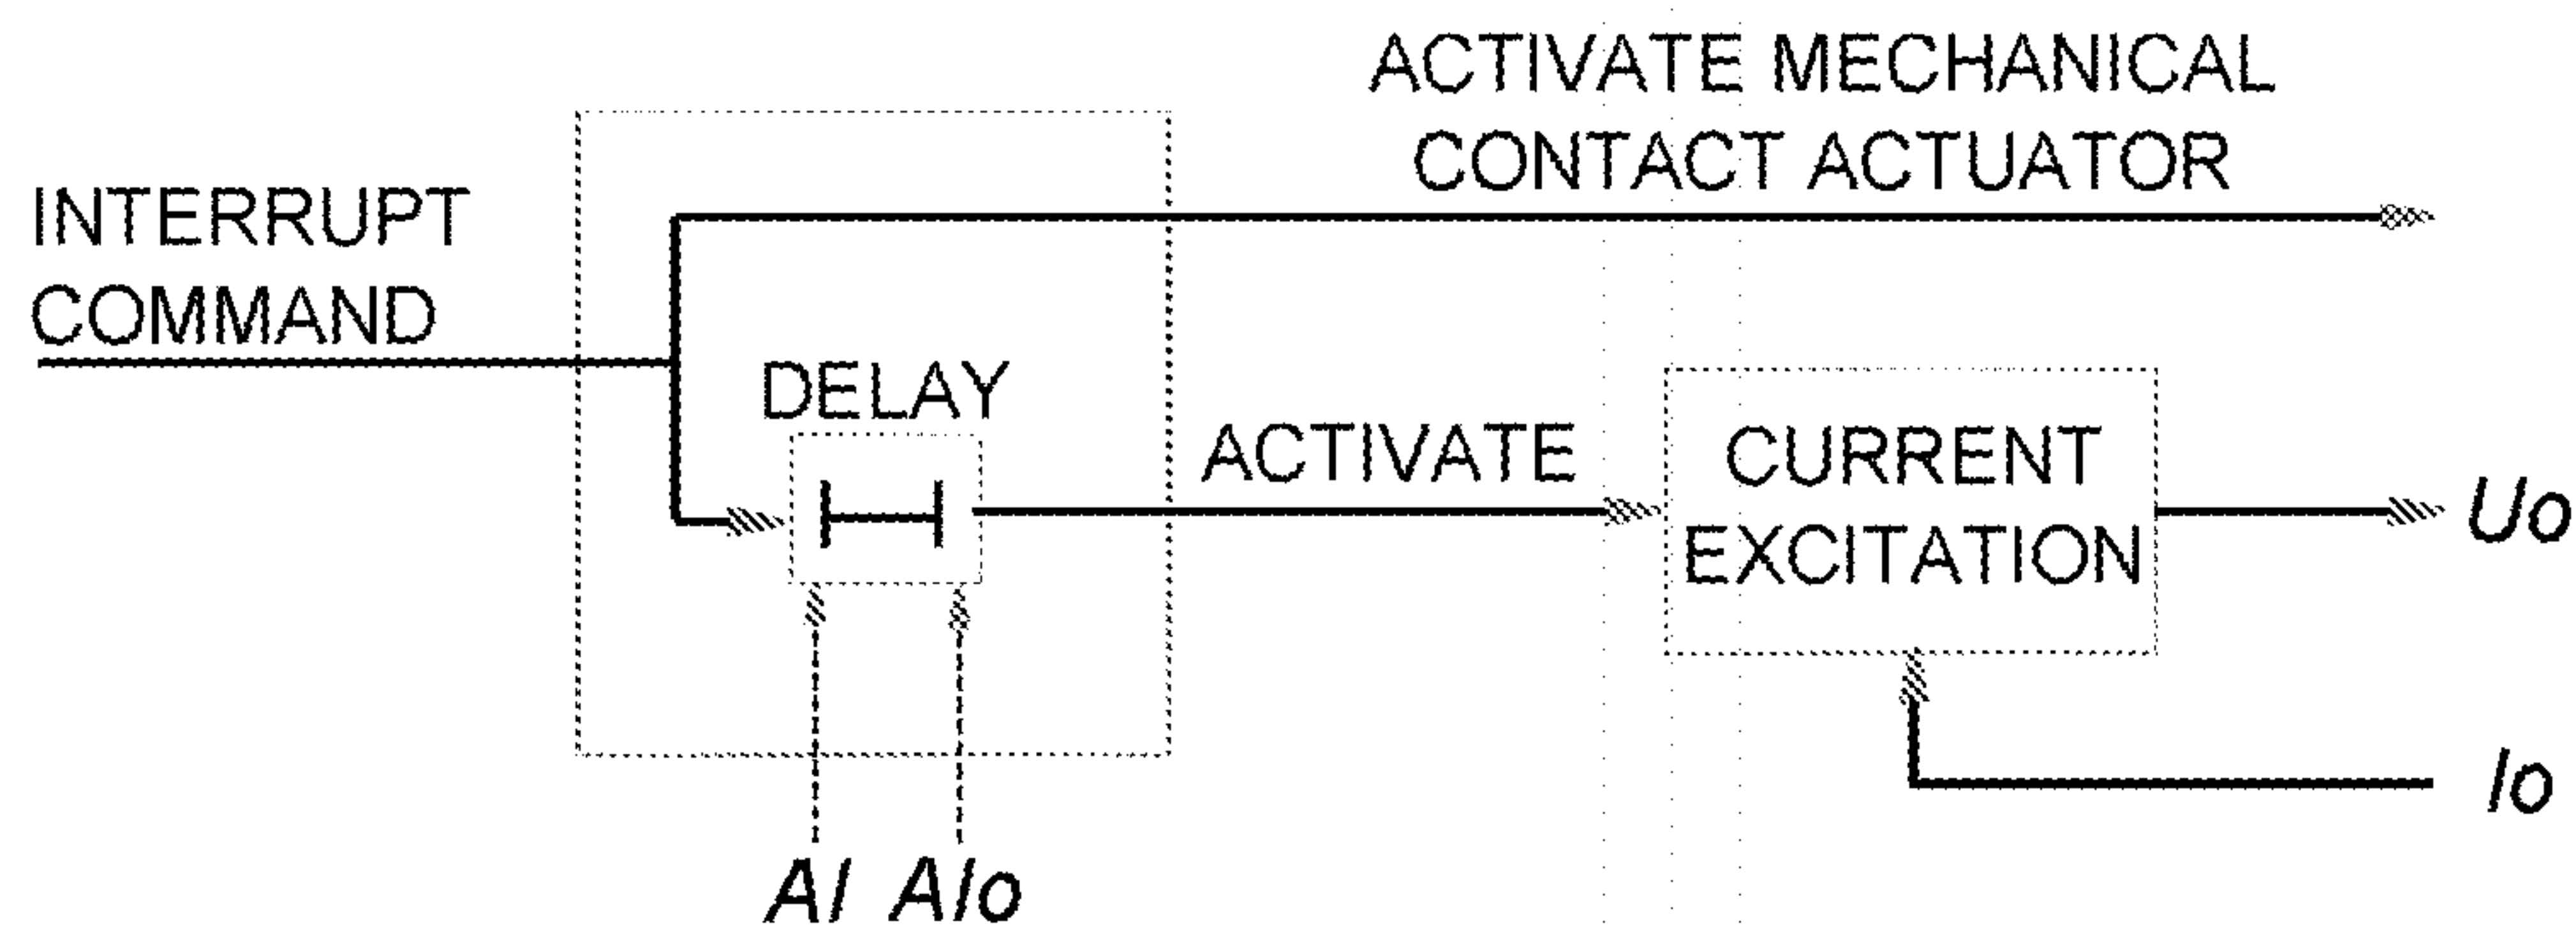 ACTIVATE MECHANICAL
CONTACT ACTUATOR
INTERRUPT
COMMAND
DELAY
ACTIVATE
CURRENT
EXCITATION
Uo
Io
AI AIo